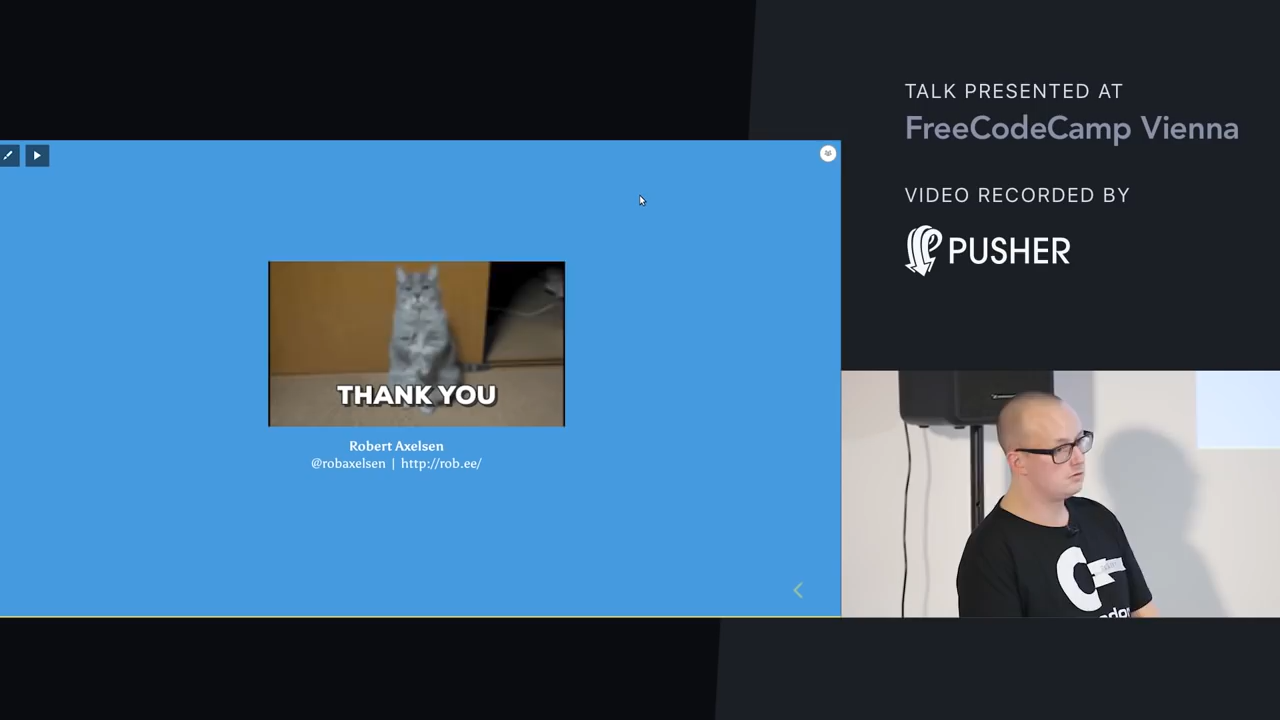 TALK PRESENTED AT
FreeCodeCamp Vienna
VIDEO RECORDED BY
PUSHER
THANK YOU
Robert Axelsen
@robaxelsen | http://rob.ee/